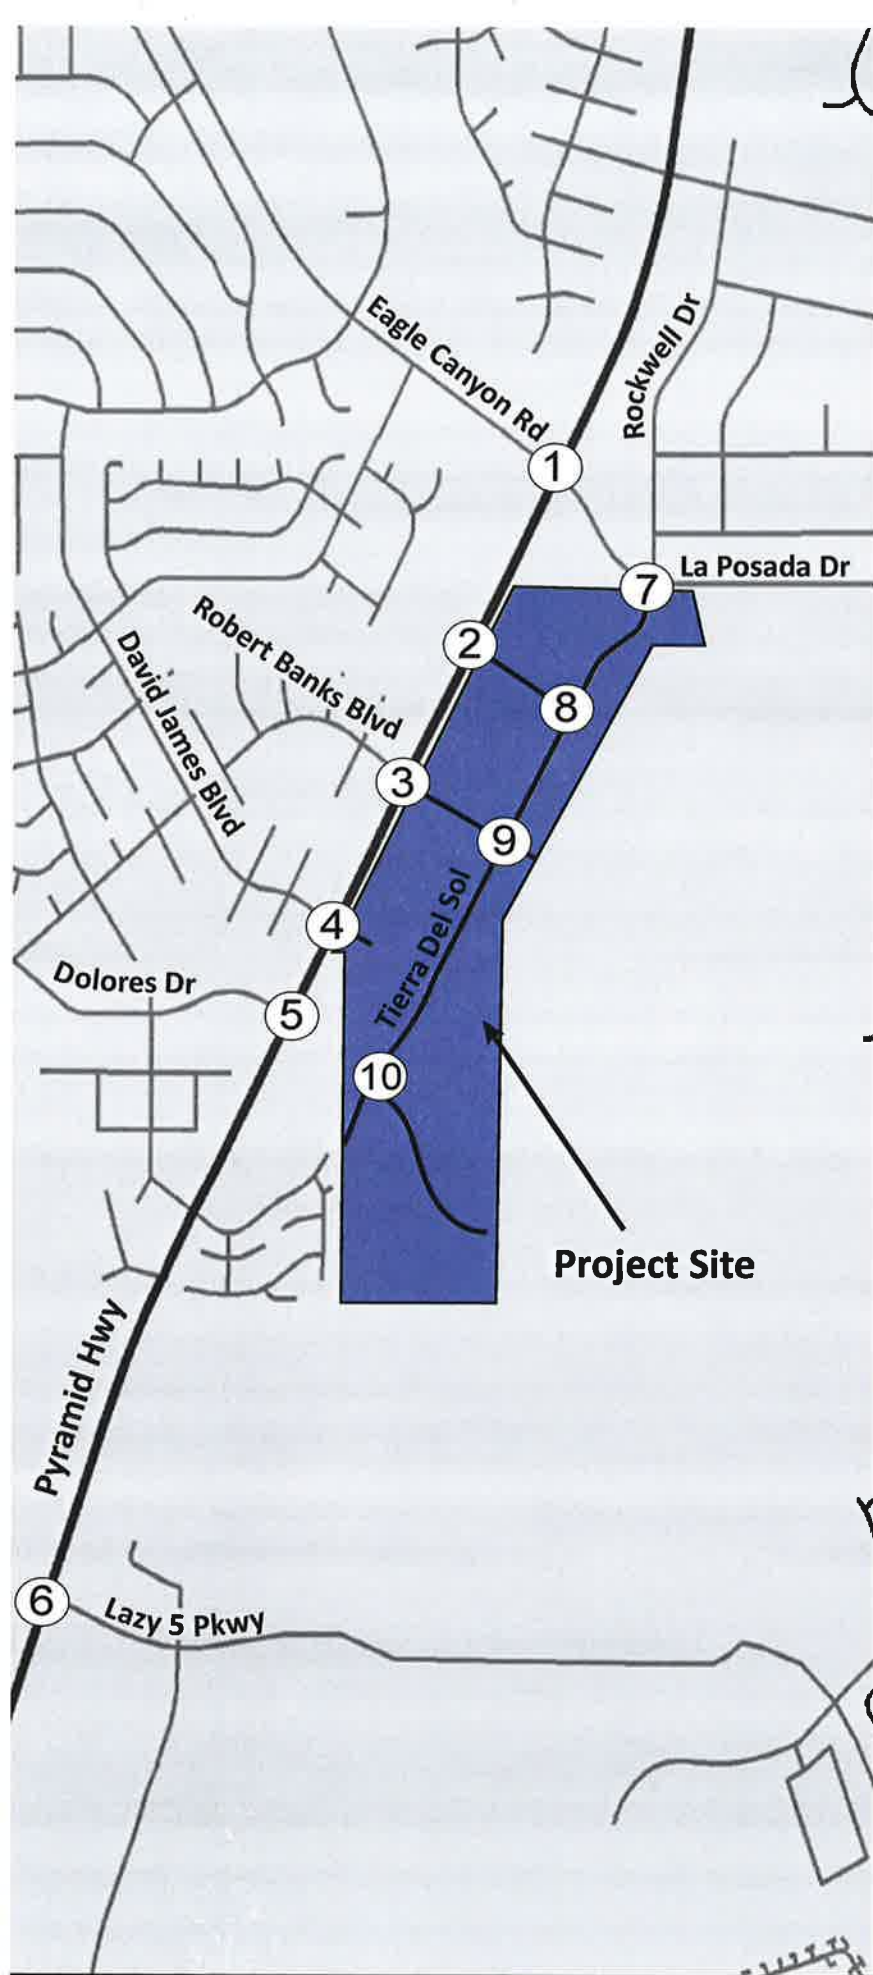 Eagle Canyon Rd
Rockwell Dr
1
La Posada Dr
7
Robert Banks Blvd
2
David James Blvd
8
3
9
Tierra Del Sol
4
Dolores Dr
5
10
Project Site
Pyramid Hwy
6
Lazy 5 Pkwy